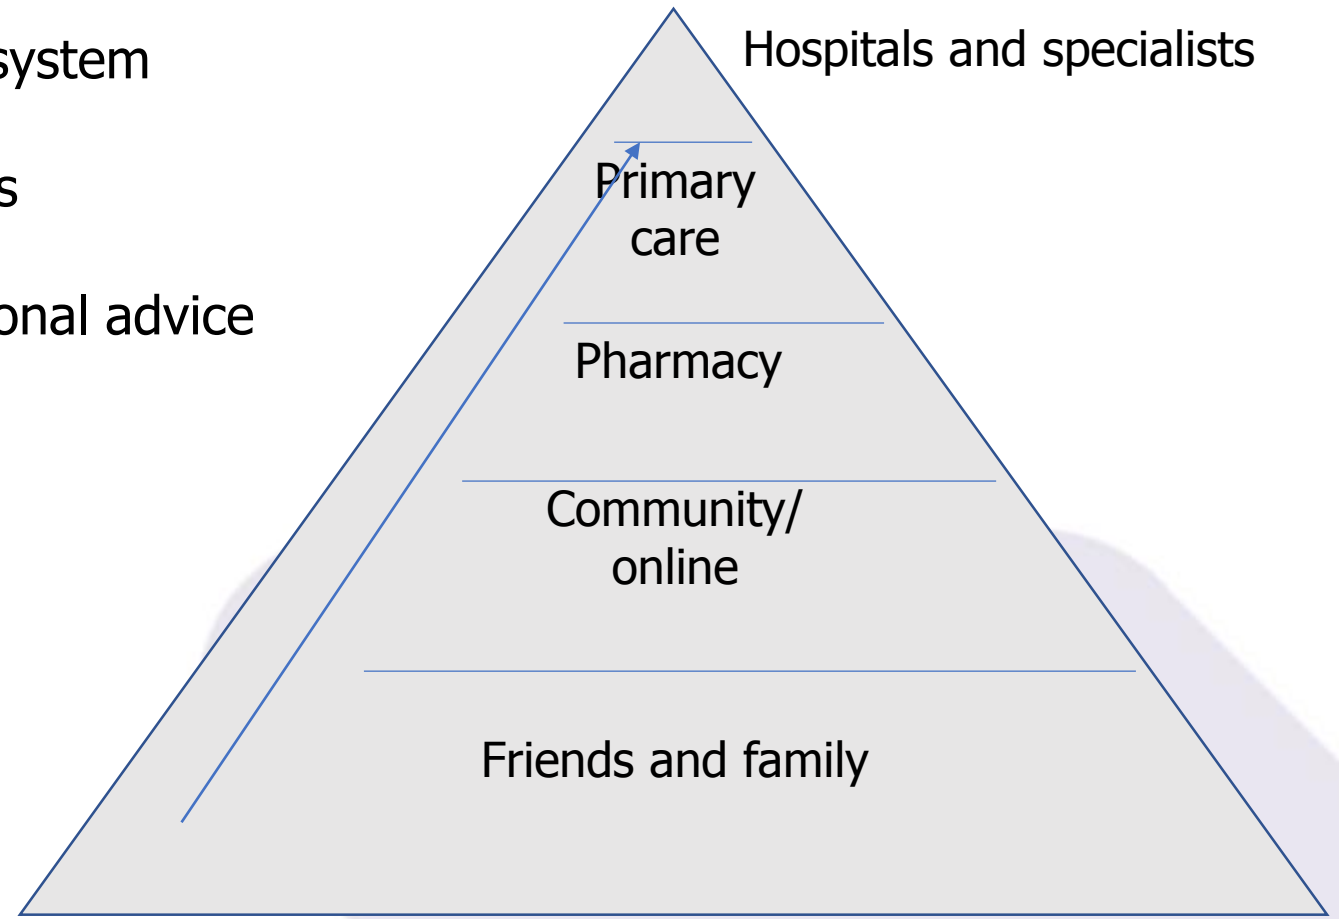 system
s
onal advice
Hospitals and specialists
Primary
care
Pharmacy
Community/
online
Friends and family